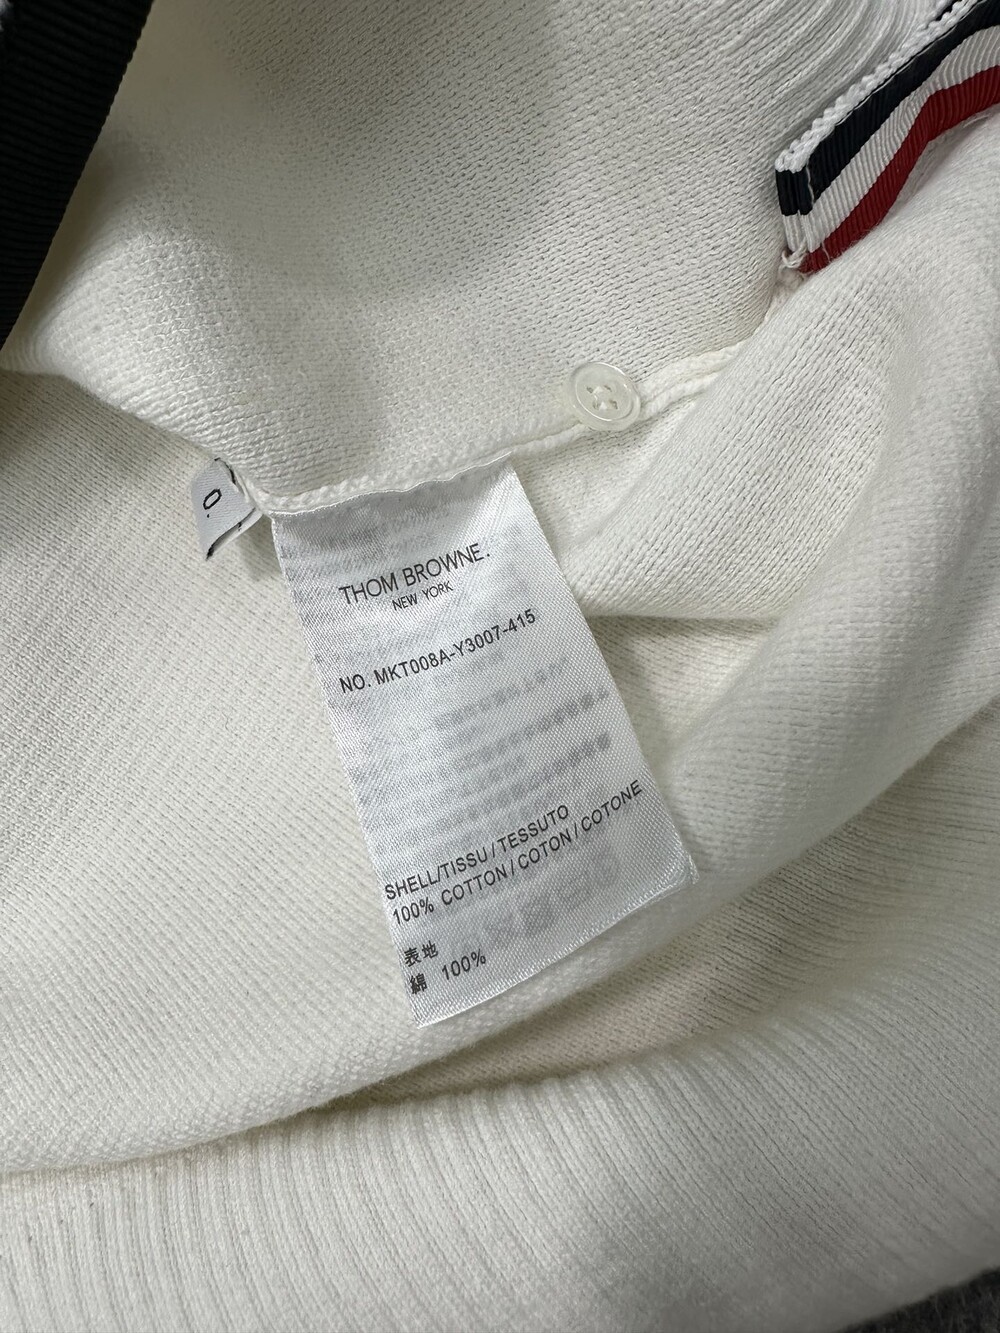 O.
THOM BROWNE.
NEW YORK
NO. MKT008A-Y3007-415
SHELL/TISSU/TESSUTO
100% COTTON/COTON/COTONE
表地
綿 100%